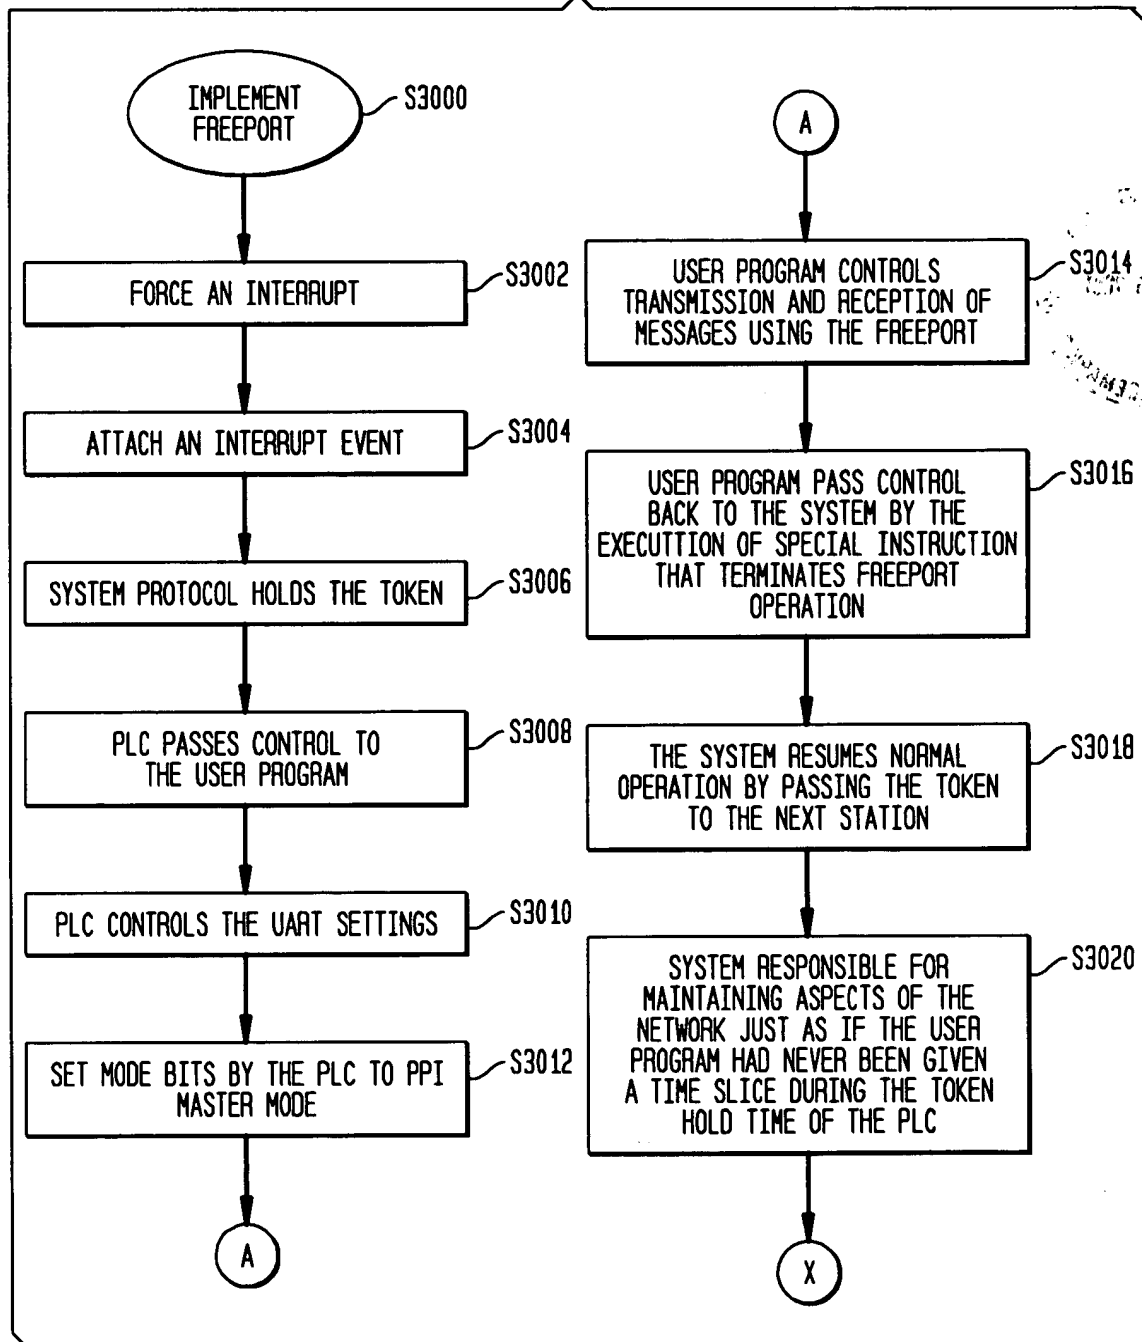 IMPLEMENT
FREEPORT
S3000
FORCE AN INTERRUPT
S3002
ATTACH AN INTERRUPT EVENT
S3004
SYSTEM PROTOCOL HOLDS THE TOKEN
S3006
PLC PASSES CONTROL TO
THE USER PROGRAM
S3008
PLC CONTROLS THE UART SETTINGS
S3010
SET MODE BITS BY THE PLC TO PPI
MASTER MODE
S3012
A
A
USER PROGRAM CONTROLS
TRANSMISSION AND RECEPTION OF
MESSAGES USING THE FREEPORT
S3014
USER PROGRAM PASS CONTROL
BACK TO THE SYSTEM BY THE
EXECUTTION OF SPECIAL INSTRUCTION
THAT TERMINATES FREEPORT
OPERATION
S3016
THE SYSTEM RESUMES NORMAL
OPERATION BY PASSING THE TOKEN
TO THE NEXT STATION
S3018
SYSTEM RESPONSIBLE FOR
MAINTAINING ASPECTS OF THE
NETWORK JUST AS IF THE USER
PROGRAM HAD NEVER BEEN GIVEN
A TIME SLICE DURING THE TOKEN
HOLD TIME OF THE PLC
S3020
X